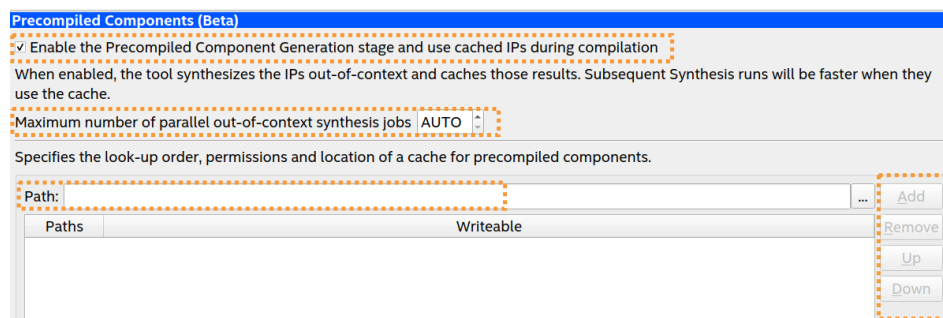 Precompiled Components (Beta)
Enable the Precompiled Component Generation stage and use cached IPs during compilation
When enabled, the tool synthesizes the IPs out-of-context and caches those results. Subsequent Synthesis runs will be faster when they
use the cache.
Maximum number of parallel out-of-context synthesis jobs AUTO
Specifies the look-up order, permissions and location of a cache for precompiled components.
Path: ... Add
Paths Writeable Remove
Up
Down